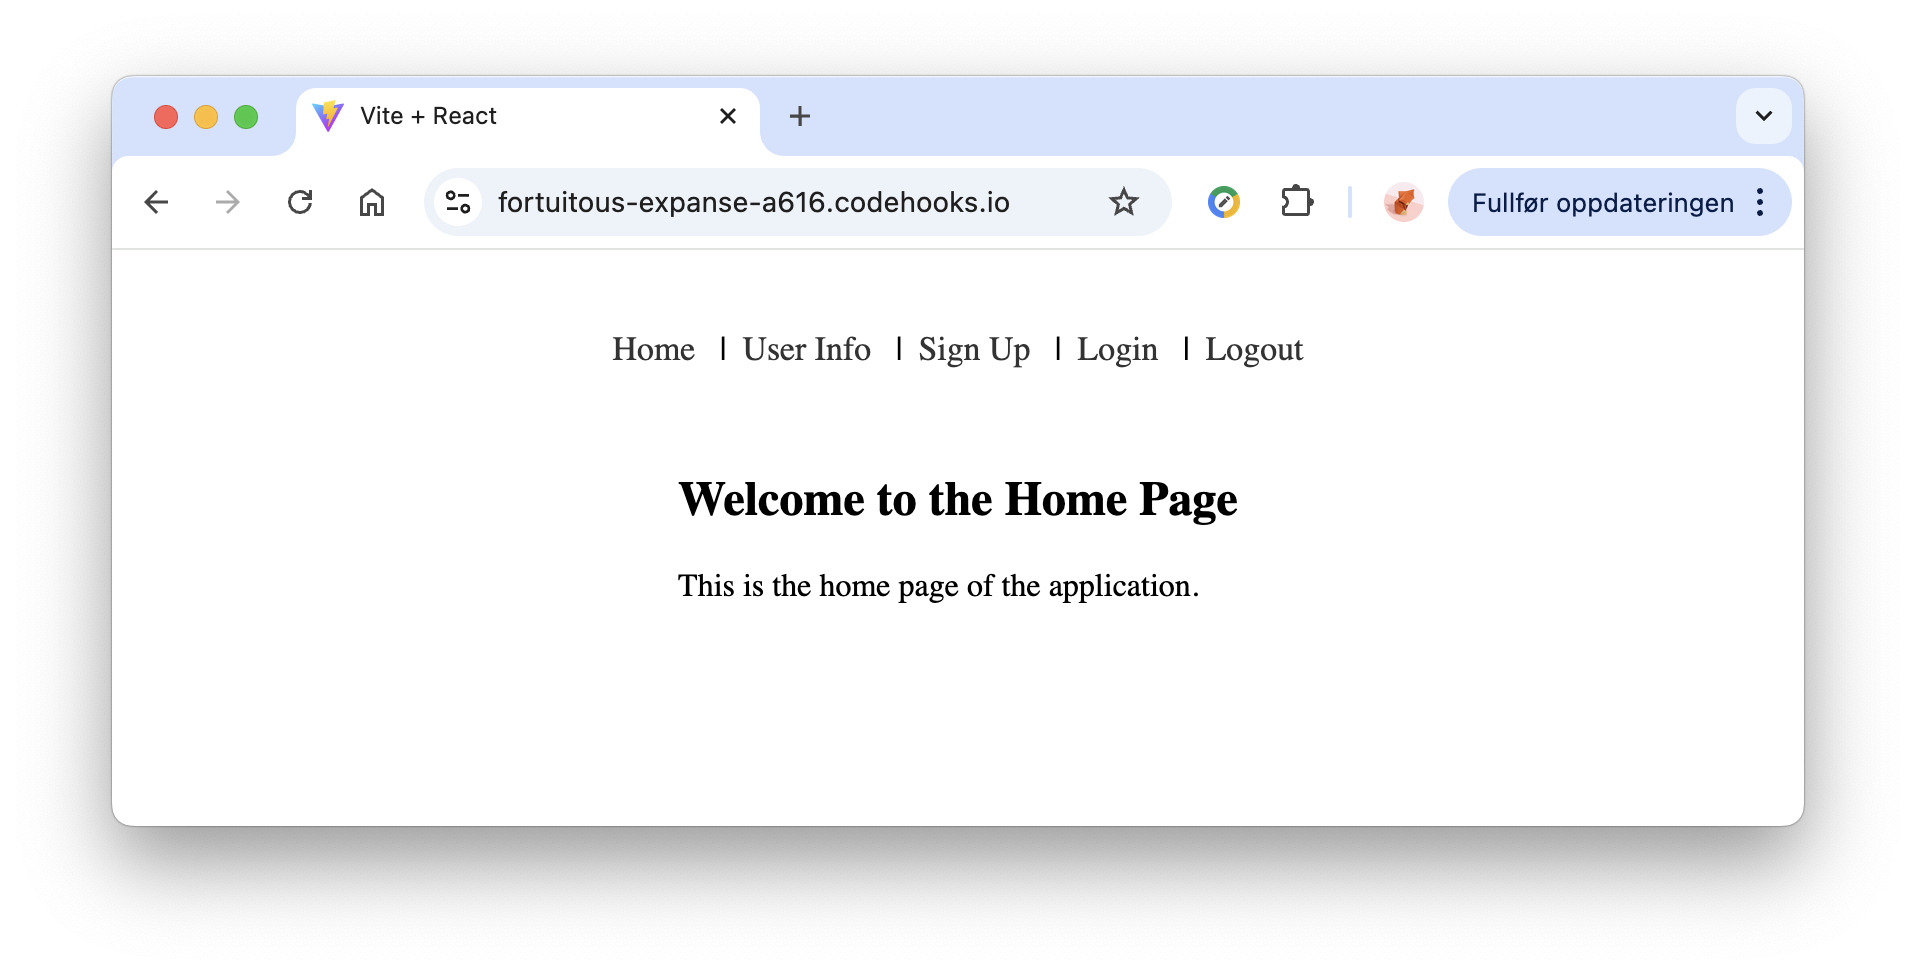 Vite + React
fortuitous-expanse-a616.codehooks.io
Fullfør oppdateringen
Home | User Info | Sign Up | Login | Logout
Welcome to the Home Page
This is the home page of the application.